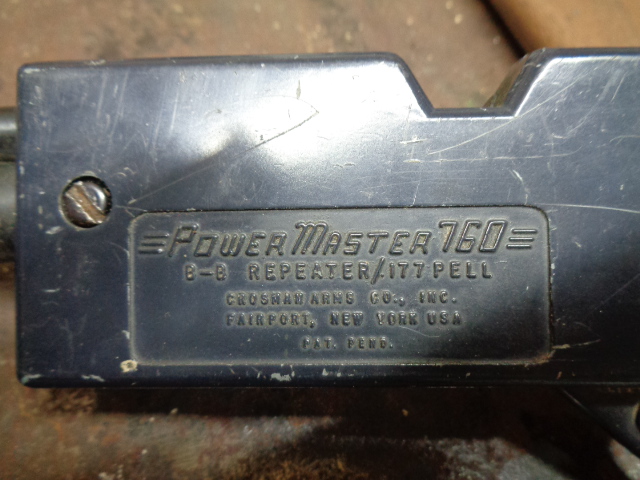 POWERMASTER 760
B-B REPEATER/177 PELL
CROSMAN ARMS CO., INC.
FAIRPORT, NEW YORK USA
PAT. PEND.